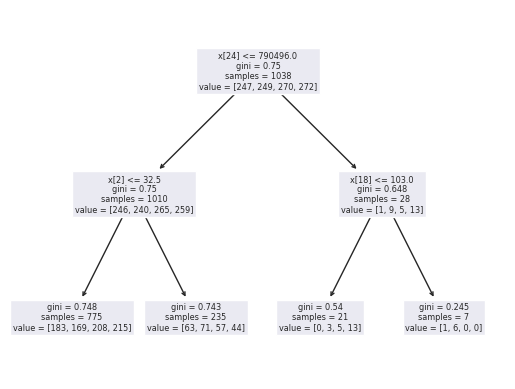 x[24] <= 790496.0
gini = 0.75
samples = 1038
value = [247, 249, 270, 272]
x[2] <= 32.5
gini = 0.75
samples = 1010
value = [246, 240, 265, 259]
x[18] <= 103.0
gini = 0.648
samples = 28
value = [1, 9, 5, 13]
gini = 0.748
samples = 775
value = [183, 169, 208, 215]
gini = 0.743
samples = 235
value = [63, 71, 57, 44]
gini = 0.54
samples = 21
value = [0, 3, 5, 13]
gini = 0.245
samples = 7
value = [1, 6, 0, 0]